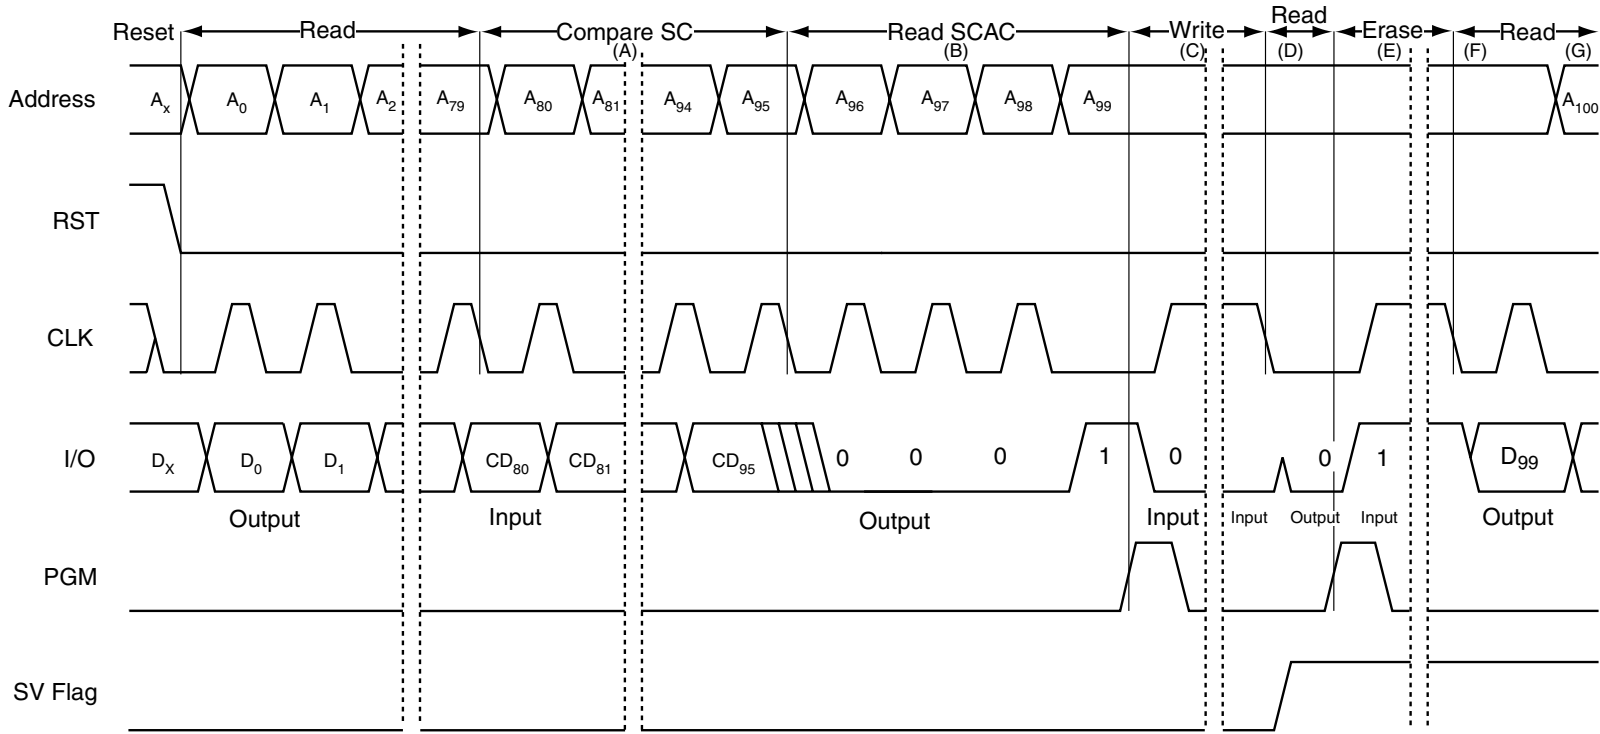 Reset Read Compare SC Read SCAC Write Read Erase Read
(A) (B) (C) (D) (E) (F) (G)
Address Ax A0 A1 A2 A79 A80 A81 A94 A95 A96 A97 A98 A99 A100
RST
CLK
I/O DX D0 D1 CD80 CD81 CD95 0 0 0 1 0 0 1 D99
Output Input Output Input Input Output Input Output
PGM
SV Flag